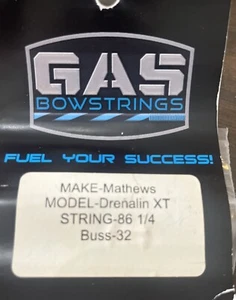 GAS
BOWSTRINGS
FUEL YOUR SUCCESS!
MAKE-Mathews
MODEL-Drenalin XT
STRING-86 1/4
Buss-32